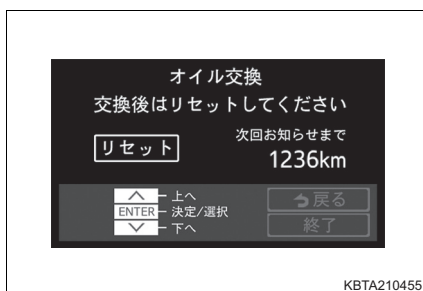 オイル交換
交換後はリセットしてください
リセット
次回お知らせまで
1236km
上へ
ENTER 決定/選択
下へ
戻る
終了
KBTA210455